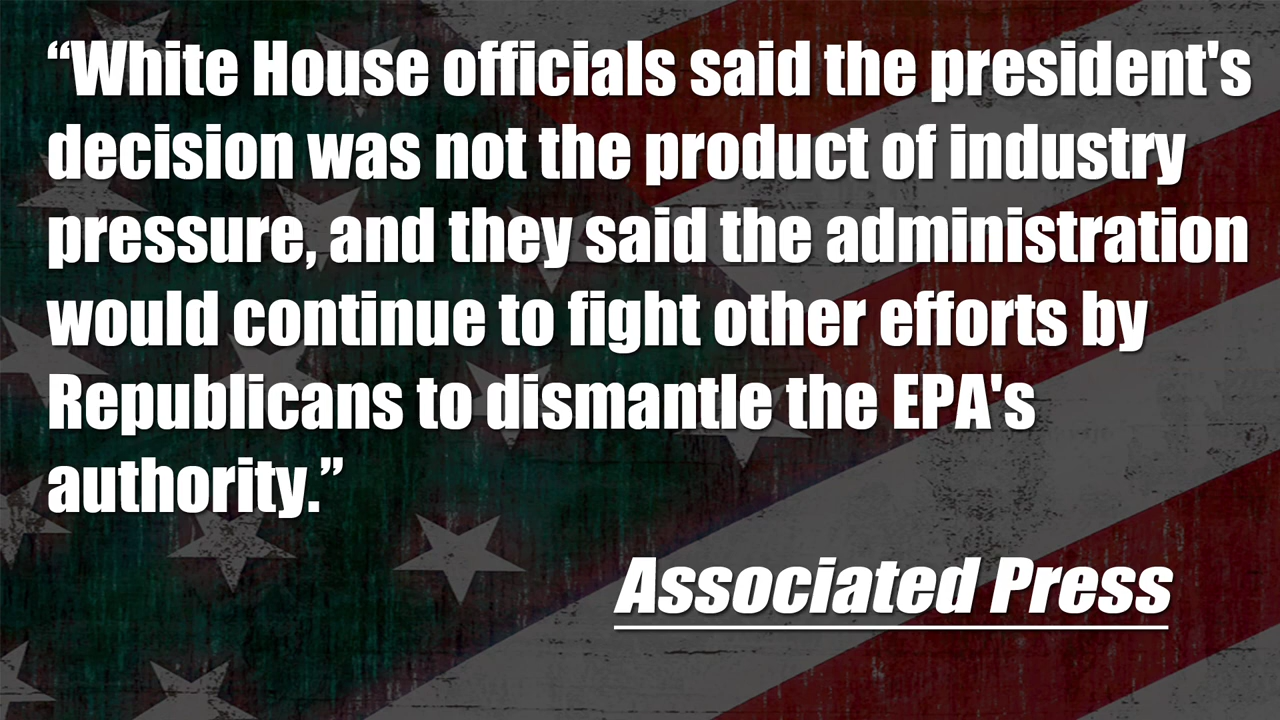 “White House officials said the president's
decision was not the product of industry
pressure, and they said the administration
would continue to fight other efforts by
Republicans to dismantle the EPA's
authority.”
Associated Press